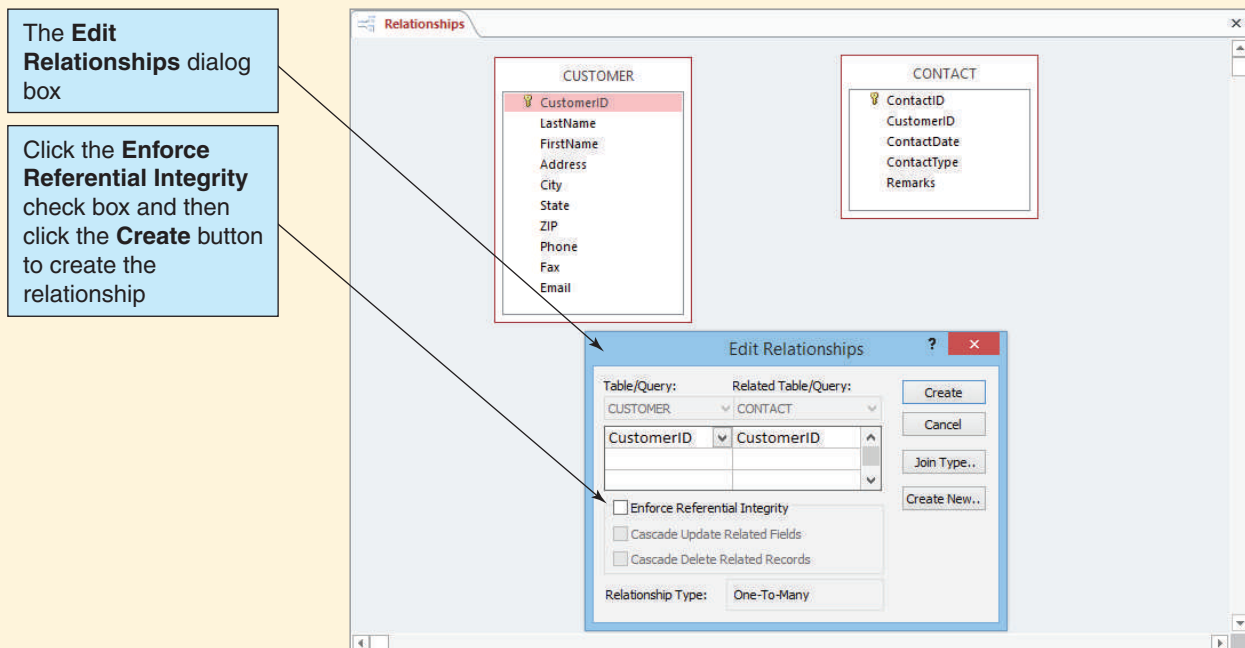 The Edit
Relationships dialog
box
Click the Enforce
Referential Integrity
check box and then
click the Create button
to create the
relationship
Relationships
CUSTOMER
CustomerID
LastName
FirstName
Address
City
State
ZIP
Phone
Fax
Email
CONTACT
ContactID
CustomerID
ContactDate
ContactType
Remarks
Edit Relationships
?
Table/Query: Related Table/Query:
CUSTOMER CONTACT
CustomerID CustomerID
Enforce Referential Integrity
Cascade Update Related Fields
Cascade Delete Related Records
Relationship Type: One-To-Many
Create
Cancel
Join Type..
Create New..